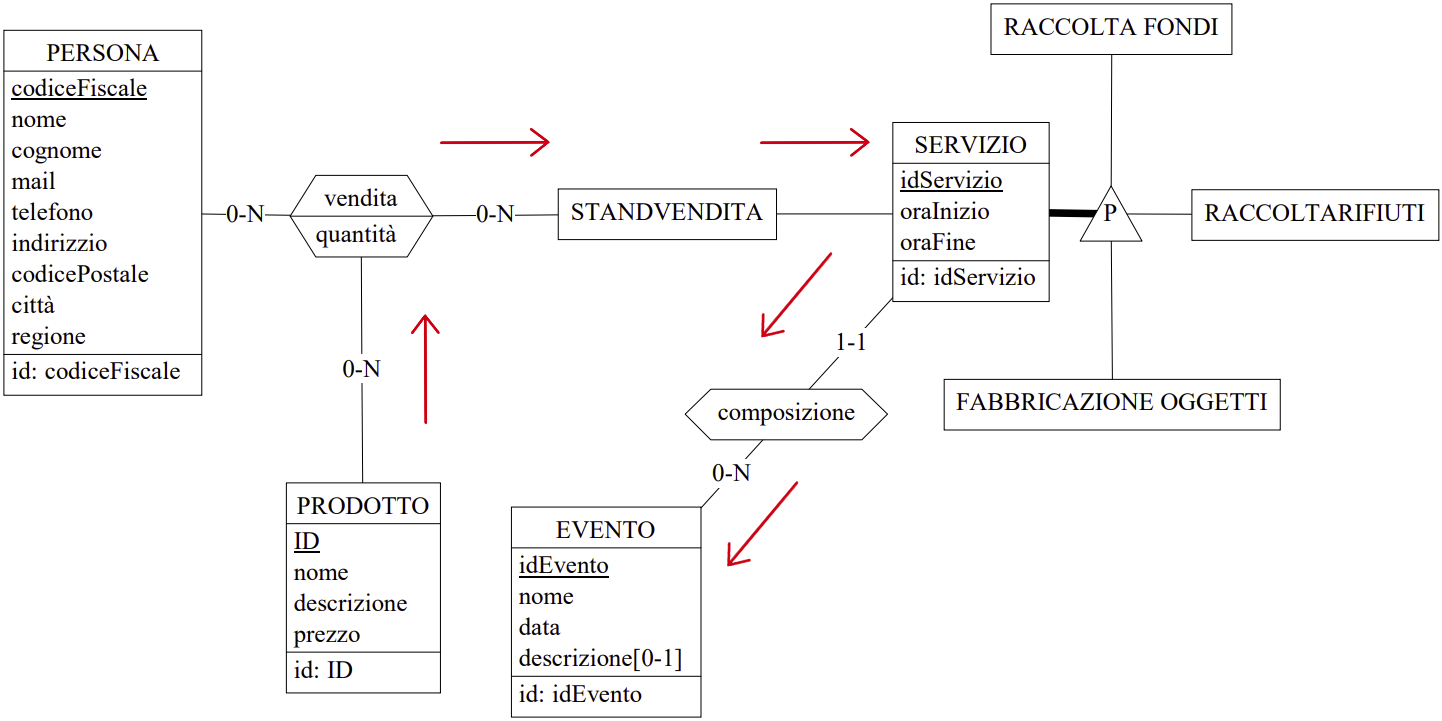 PERSONA
codiceFiscale
nome
cognome
mail
telefono
indirizzio
codicePostale
città
regione
id: codiceFiscale
0-N
vendita
quantità
0-N
STANDVENDITA
0-N
PRODOTTO
ID
nome
descrizione
prezzo
id: ID
SERVIZIO
idServizio
oraInizio
oraFine
id: idServizio
1-1
composizione
0-N
EVENTO
idEvento
nome
data
descrizione[0-1]
id: idEvento
RACCOLTA FONDI
P
RACCOLTARIFIUTI
FABBRICAZIONE OGGETTI